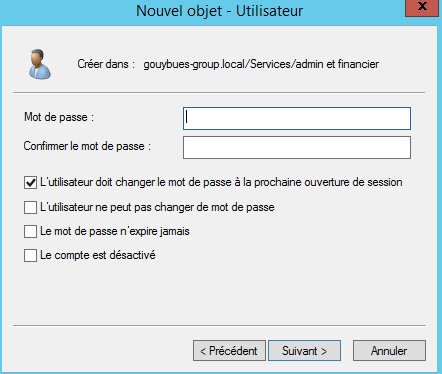 Nouvel objet - Utilisateur
x
Créer dans : gouybues-group.local/Services/admin et financier
Mot de passe :
Confirmer le mot de passe :
L'utilisateur doit changer le mot de passe à la prochaine ouverture de session
L'utilisateur ne peut pas changer de mot de passe
Le mot de passe n'expire jamais
Le compte est désactivé
< Précédent
Suivant >
Annuler